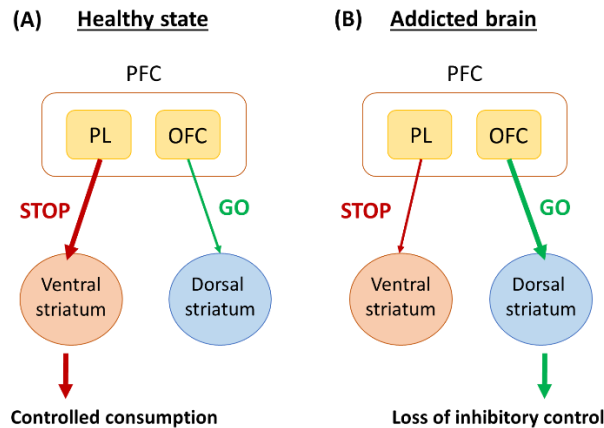 (A) Healthy state
PFC
PL OFC
STOP GO
Ventral
striatum
Dorsal
striatum
Controlled consumption
(B) Addicted brain
PFC
PL OFC
STOP GO
Ventral
striatum
Dorsal
striatum
Loss of inhibitory control